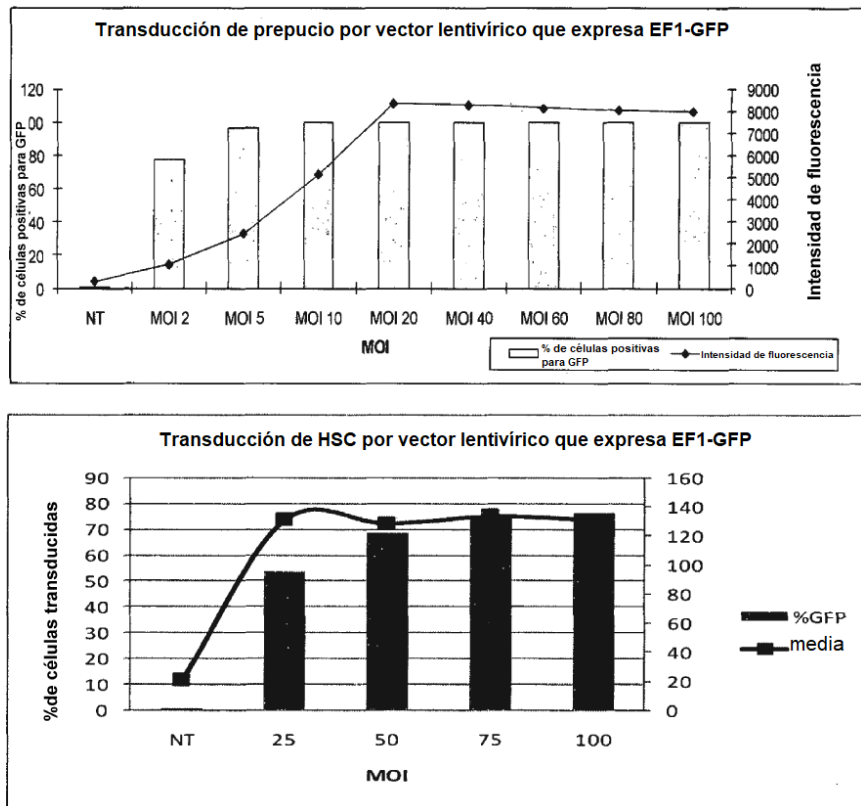 Transducción de prepucio por vector lentivírico que expresa EF1-GFP
% de células positivas para GFP
120
00
80
60
40
20
0
9000
8000
7000
6000
5000
4000
3000
2000
1000
0
Intensidad de fluorescencia
NT MOI 2 MOI 5 MOI 10 MOI 20 MOI 40 MOI 60 MOI 80 MOI 100
MOI
% de células positivas
para GFP
Intensidad de fluorescencia
Transducción de HSC por vector lentivírico que expresa EF1-GFP
%de células transducidas
90
80
70
60
50
40
30
20
10
0
160
140
120
100
80
60
40
20
0
NT 25 50 75 100
MOI
%GFP
media